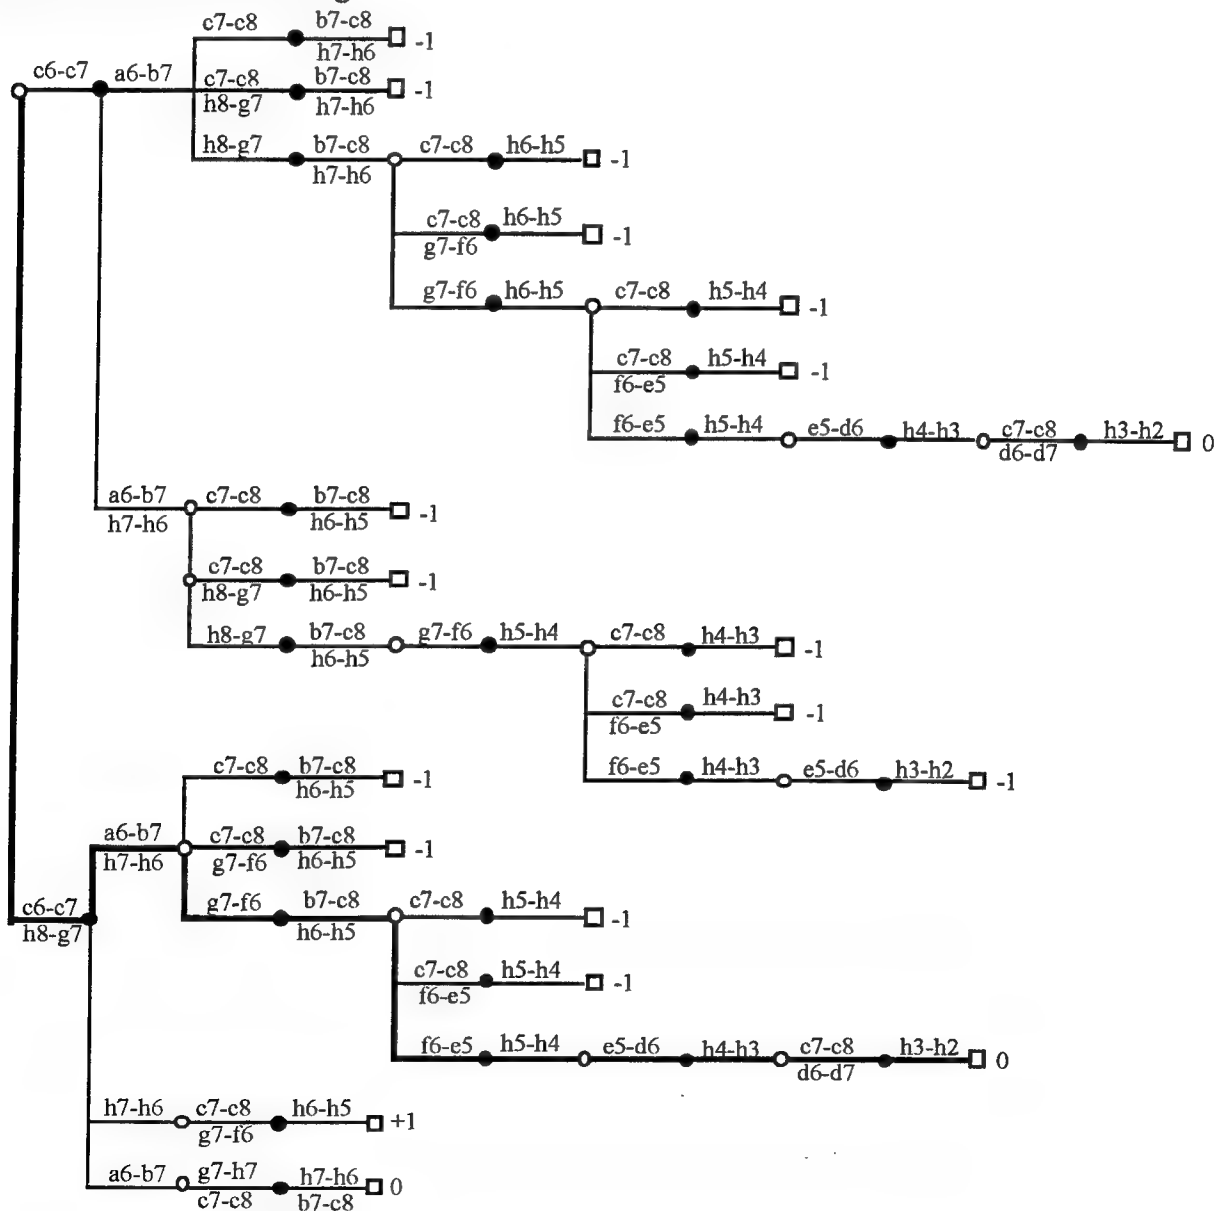 c7-c8 b7-c8
h7-h6 -1
c6-c7 a6-b7 c7-c8 b7-c8 -1
h8-g7 h7-h6
h8-g7 b7-c8 c7-c8 h6-h5 -1
h7-h6
c7-c8 h6-h5 -1
g7-f6
g7-f6 h6-h5 c7-c8 h5-h4 -1
c7-c8 h5-h4 -1
f6-e5
f6-e5 h5-h4 e5-d6 h4-h3 c7-c8 h3-h2 0
d6-d7
a6-b7 c7-c8 b7-c8 -1
h7-h6 h6-h5
c7-c8 b7-c8 -1
h8-g7 h6-h5
h8-g7 b7-c8 g7-f6 h5-h4 c7-c8 h4-h3 -1
h6-h5
c7-c8 h4-h3 -1
f6-e5
f6-e5 h4-h3 e5-d6 h3-h2 -1
c7-c8 b7-c8 -1
h6-h5
a6-b7 c7-c8 b7-c8 -1
h7-h6 g7-f6 h6-h5
c6-c7 g7-f6 b7-c8 c7-c8 h5-h4 -1
h8-g7 h6-h5
c7-c8 h5-h4 -1
f6-e5
f6-e5 h5-h4 e5-d6 h4-h3 c7-c8 h3-h2 0
d6-d7
h7-h6 c7-c8 h6-h5 +1
g7-f6
a6-b7 g7-h7 h7-h6 0
c7-c8 b7-c8